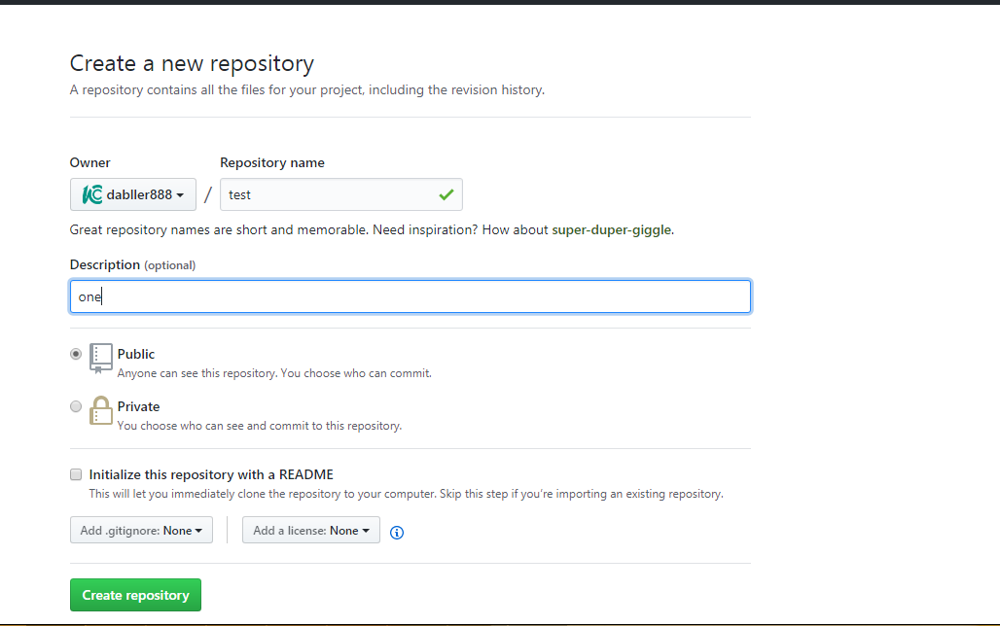 Create a new repository
A repository contains all the files for your project, including the revision history.
Owner Repository name
dabller888 / test
Great repository names are short and memorable. Need inspiration? How about super-duper-giggle.
Description (optional)
one
Public
Anyone can see this repository. You choose who can commit.
Private
You choose who can see and commit to this repository.
Initialize this repository with a README
This will let you immediately clone the repository to your computer. Skip this step if you're importing an existing repository.
Add .gitignore: None Add a license: None
Create repository